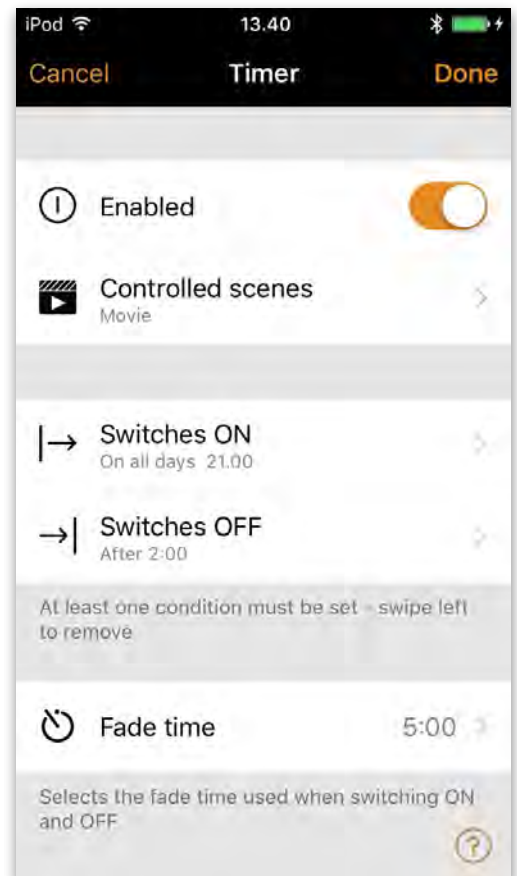 iPod 13.40
Cancel Timer Done
Enabled
Controlled scenes
Movie
Switches ON
On all days 21.00
Switches OFF
After 2:00
At least one condition must be set - swipe left
to remove
Fade time 5:00
Selects the fade time used when switching ON
and OFF
?